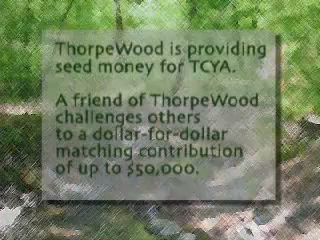 ThorpeWood is providing
seed money for TCYA.
A friend of ThorpeWood
challenges others
to a dollar-for-dollar
matching contribution
of up to $50,000.